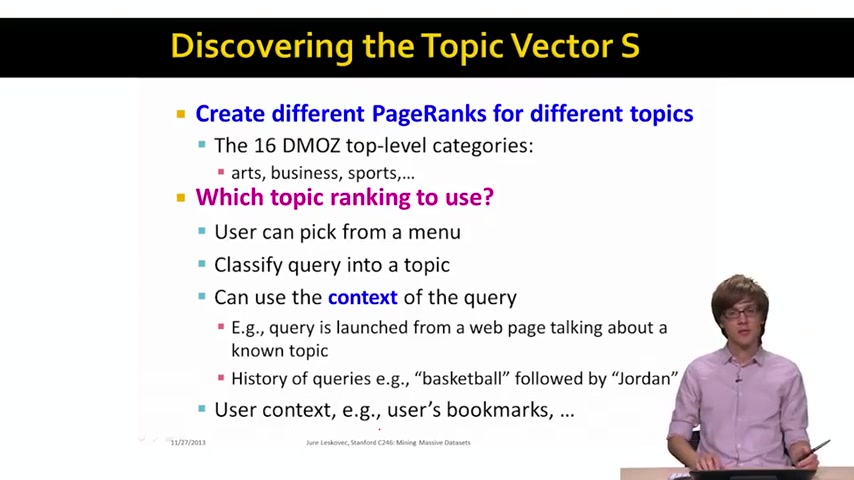 Discovering the Topic Vector S
Create different PageRanks for different topics
The 16 DMOZ top-level categories:
arts, business, sports,...
Which topic ranking to use?
User can pick from a menu
Classify query into a topic
Can use the context of the query
E.g., query is launched from a web page talking about a
known topic
History of queries e.g., "basketball" followed by "Jordan"
User context, e.g., user's bookmarks, ...
11/27/2013
Jure Leskovec, Stanford C246: Mining Massive Datasets